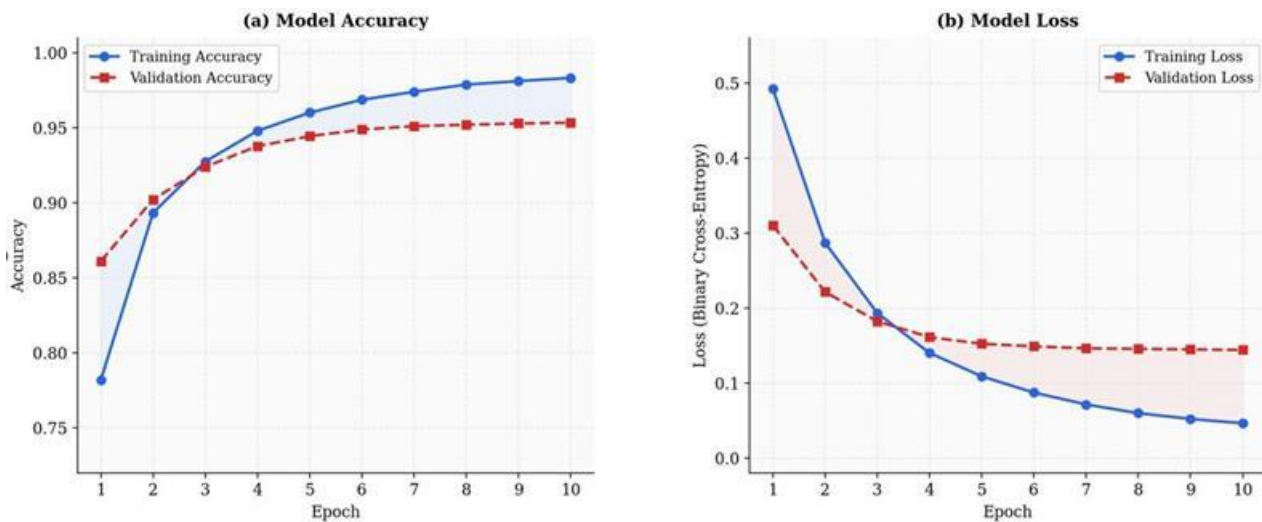 (a) Model Accuracy
Training Accuracy
Validation Accuracy
1.00
0.95
0.90
0.85
0.80
0.75
Accuracy
1 2 3 4 5 6 7 8 9 10
Epoch
(b) Model Loss
Training Loss
Validation Loss
0.5
0.4
0.3
0.2
0.1
0.0
Loss (Binary Cross-Entropy)
1 2 3 4 5 6 7 8 9 10
Epoch